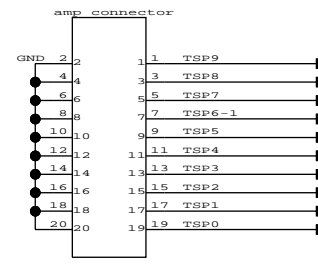 amp connector
GND 2 2 1 1 TSP9
4 4 3 3 TSP8
6 6 5 5 TSP7
8 8 7 7 TSP6-1
10 10 9 9 TSP5
12 12 11 11 TSP4
14 14 13 13 TSP3
16 16 15 15 TSP2
18 18 17 17 TSP1
20 20 19 19 TSP0